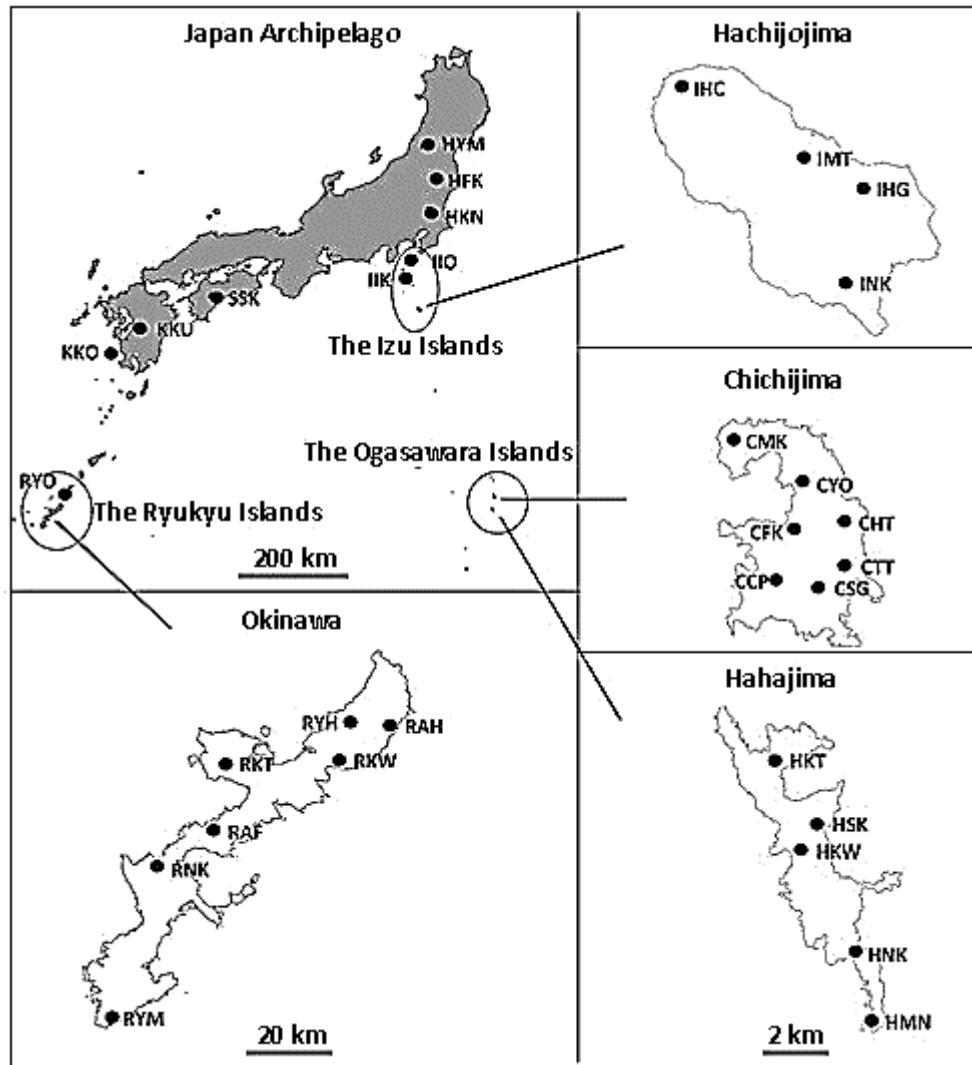 Japan Archipelago
HYM
HFK
HKN
IIO
IIK
SSK
KKU
KKO
The Izu Islands
The Ogasawara Islands
RYO
The Ryukyu Islands
200 km
Hachijojima
IHC
IMT
IHG
INK
Chichijima
CMK
CYO
CHT
CFK
CTT
CCP
CSG
Okinawa
RYH
RAH
RKW
RKT
RAF
RNK
RYM
20 km
Hahajima
HKT
HSK
HKW
HNK
HMN
2 km